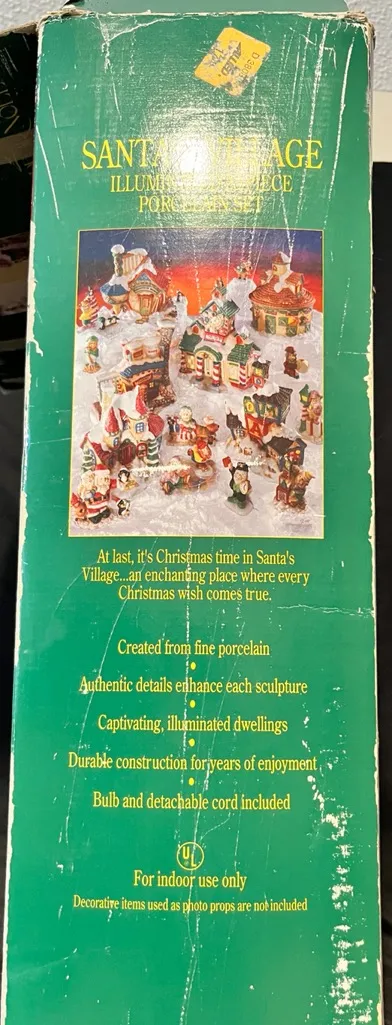 SANTA'S VILLAGE
PORCELAIN SET
At last, it's Christmas time in Santa's
Village...an enchanting place where every
Christmas wish comes true.
Created from fine porcelain
•
Authentic details enhance each sculpture
•
Captivating, illuminated dwellings
•
Durable construction for years of enjoyment
•
Bulb and detachable cord included
UL
For indoor use only
Decorative items used as photo props are not included